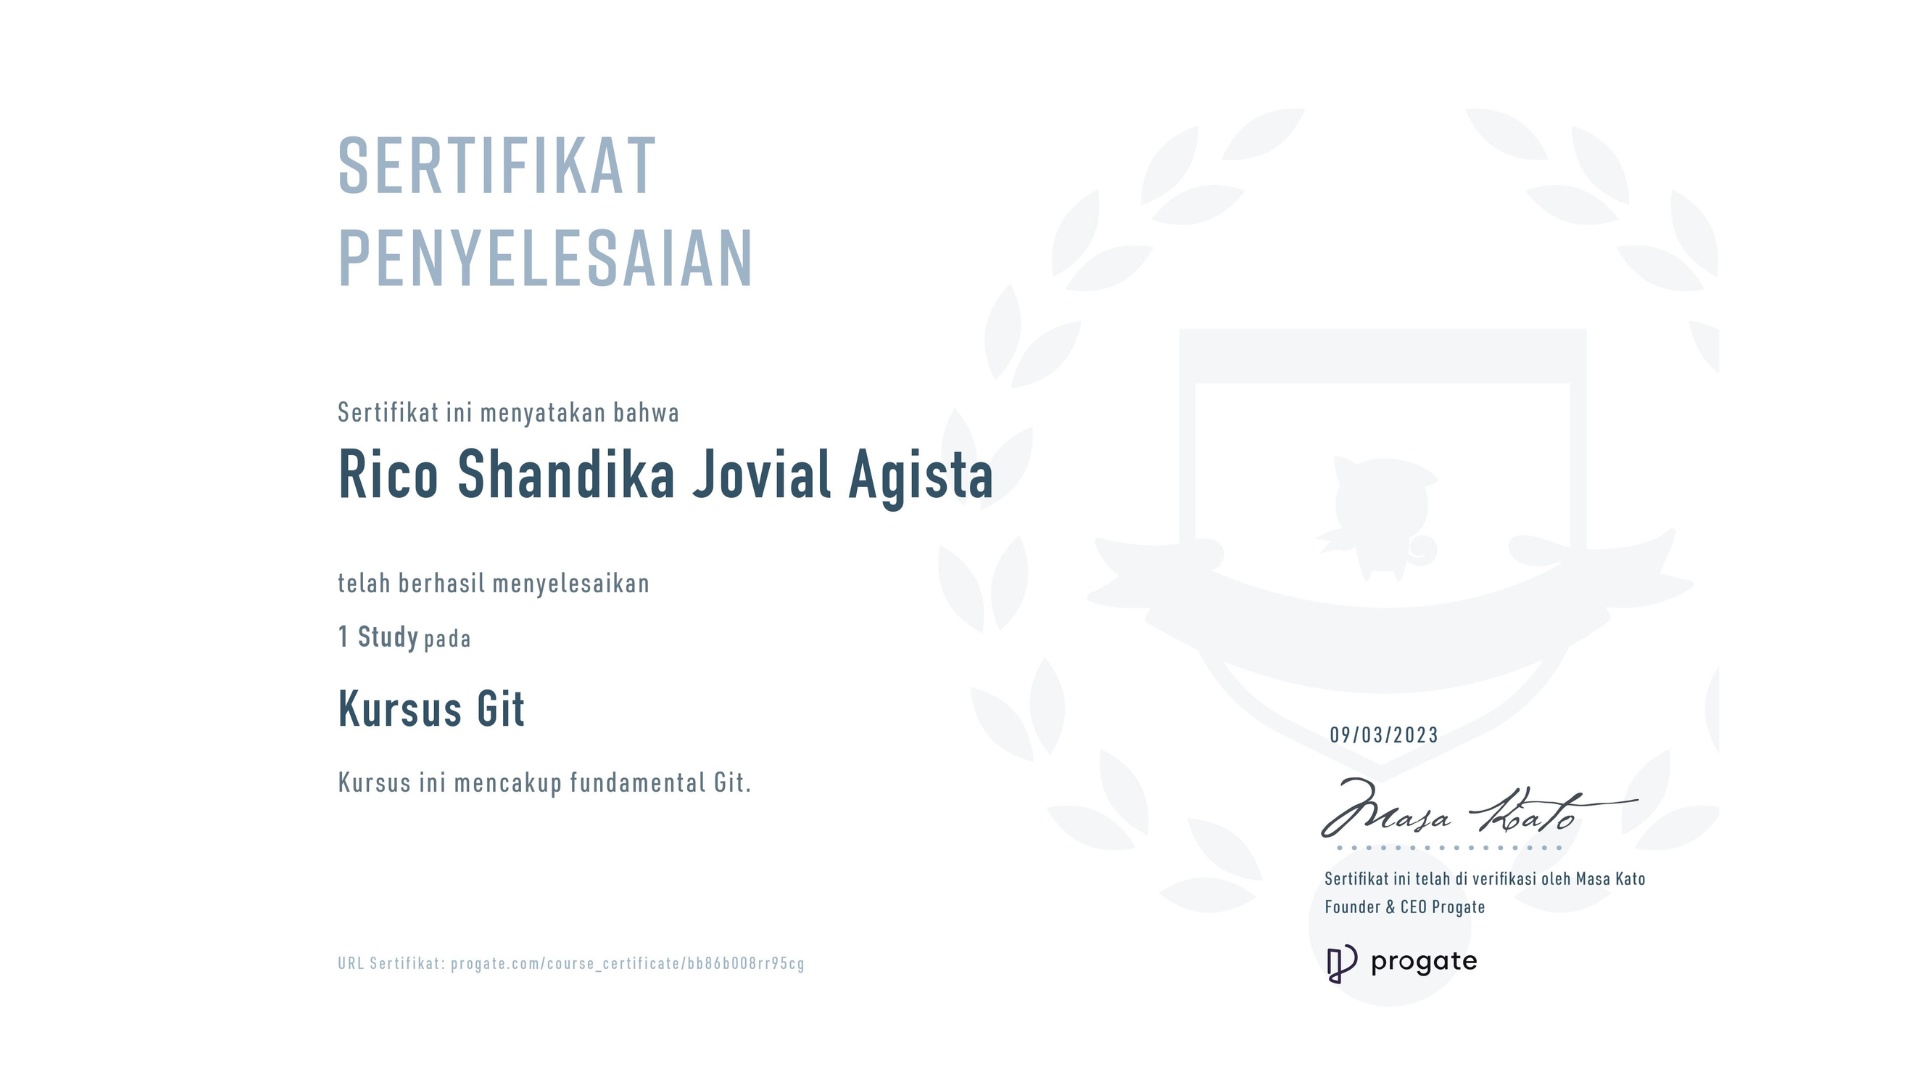 SERTIFIKAT
PENYELESAIAN
Sertifikat ini menyatakan bahwa
Rico Shandika Jovial Agista
telah berhasil menyelesaikan
1 Study pada
Kursus Git
Kursus ini mencakup fundamental Git.
09/03/2023
Masa Kato
Sertifikat ini telah di verifikasi oleh Masa Kato
Founder & CEO Progate
progate
URL Sertifikat: progate.com/course_certificate/bb86b008rr95cg